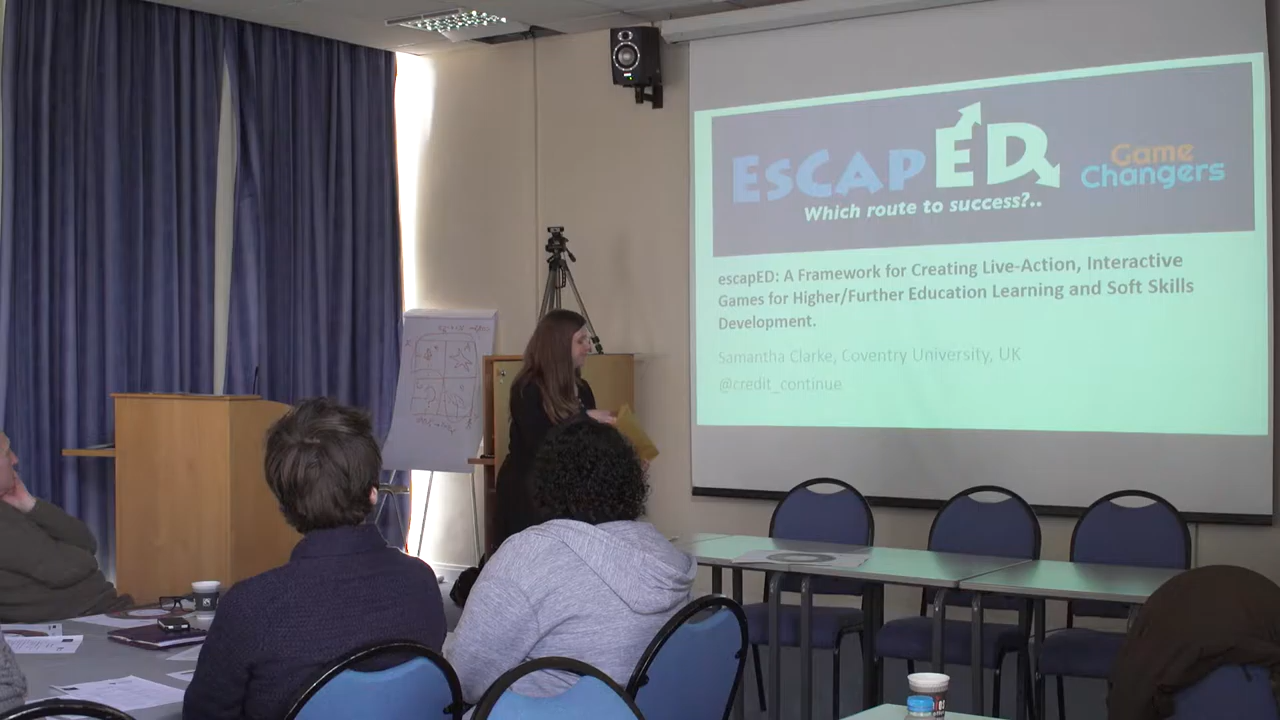 EsCAPED
Game
Changers
Which route to success?..
escapED: A Framework for Creating Live-Action, Interactive
Games for Higher/Further Education Learning and Soft Skills
Development.
Samantha Clarke, Coventry University, UK
@credit_continue